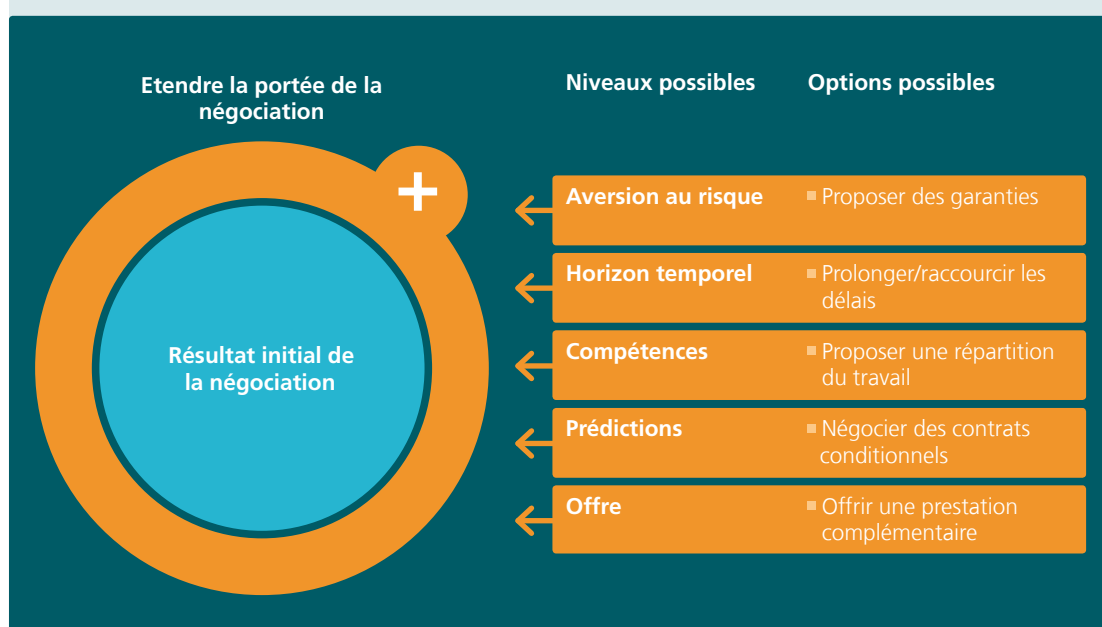 Etendre la portée de la
négociation
Niveaux possibles
Options possibles
+
Résultat initial de
la négociation
Aversion au risque
Proposer des garanties
Horizon temporel
Prolonger/raccourcir les
délais
Compétences
Proposer une répartition
du travail
Prédictions
Négocier des contrats
conditionnels
Offre
Offrir une prestation
complémentaire